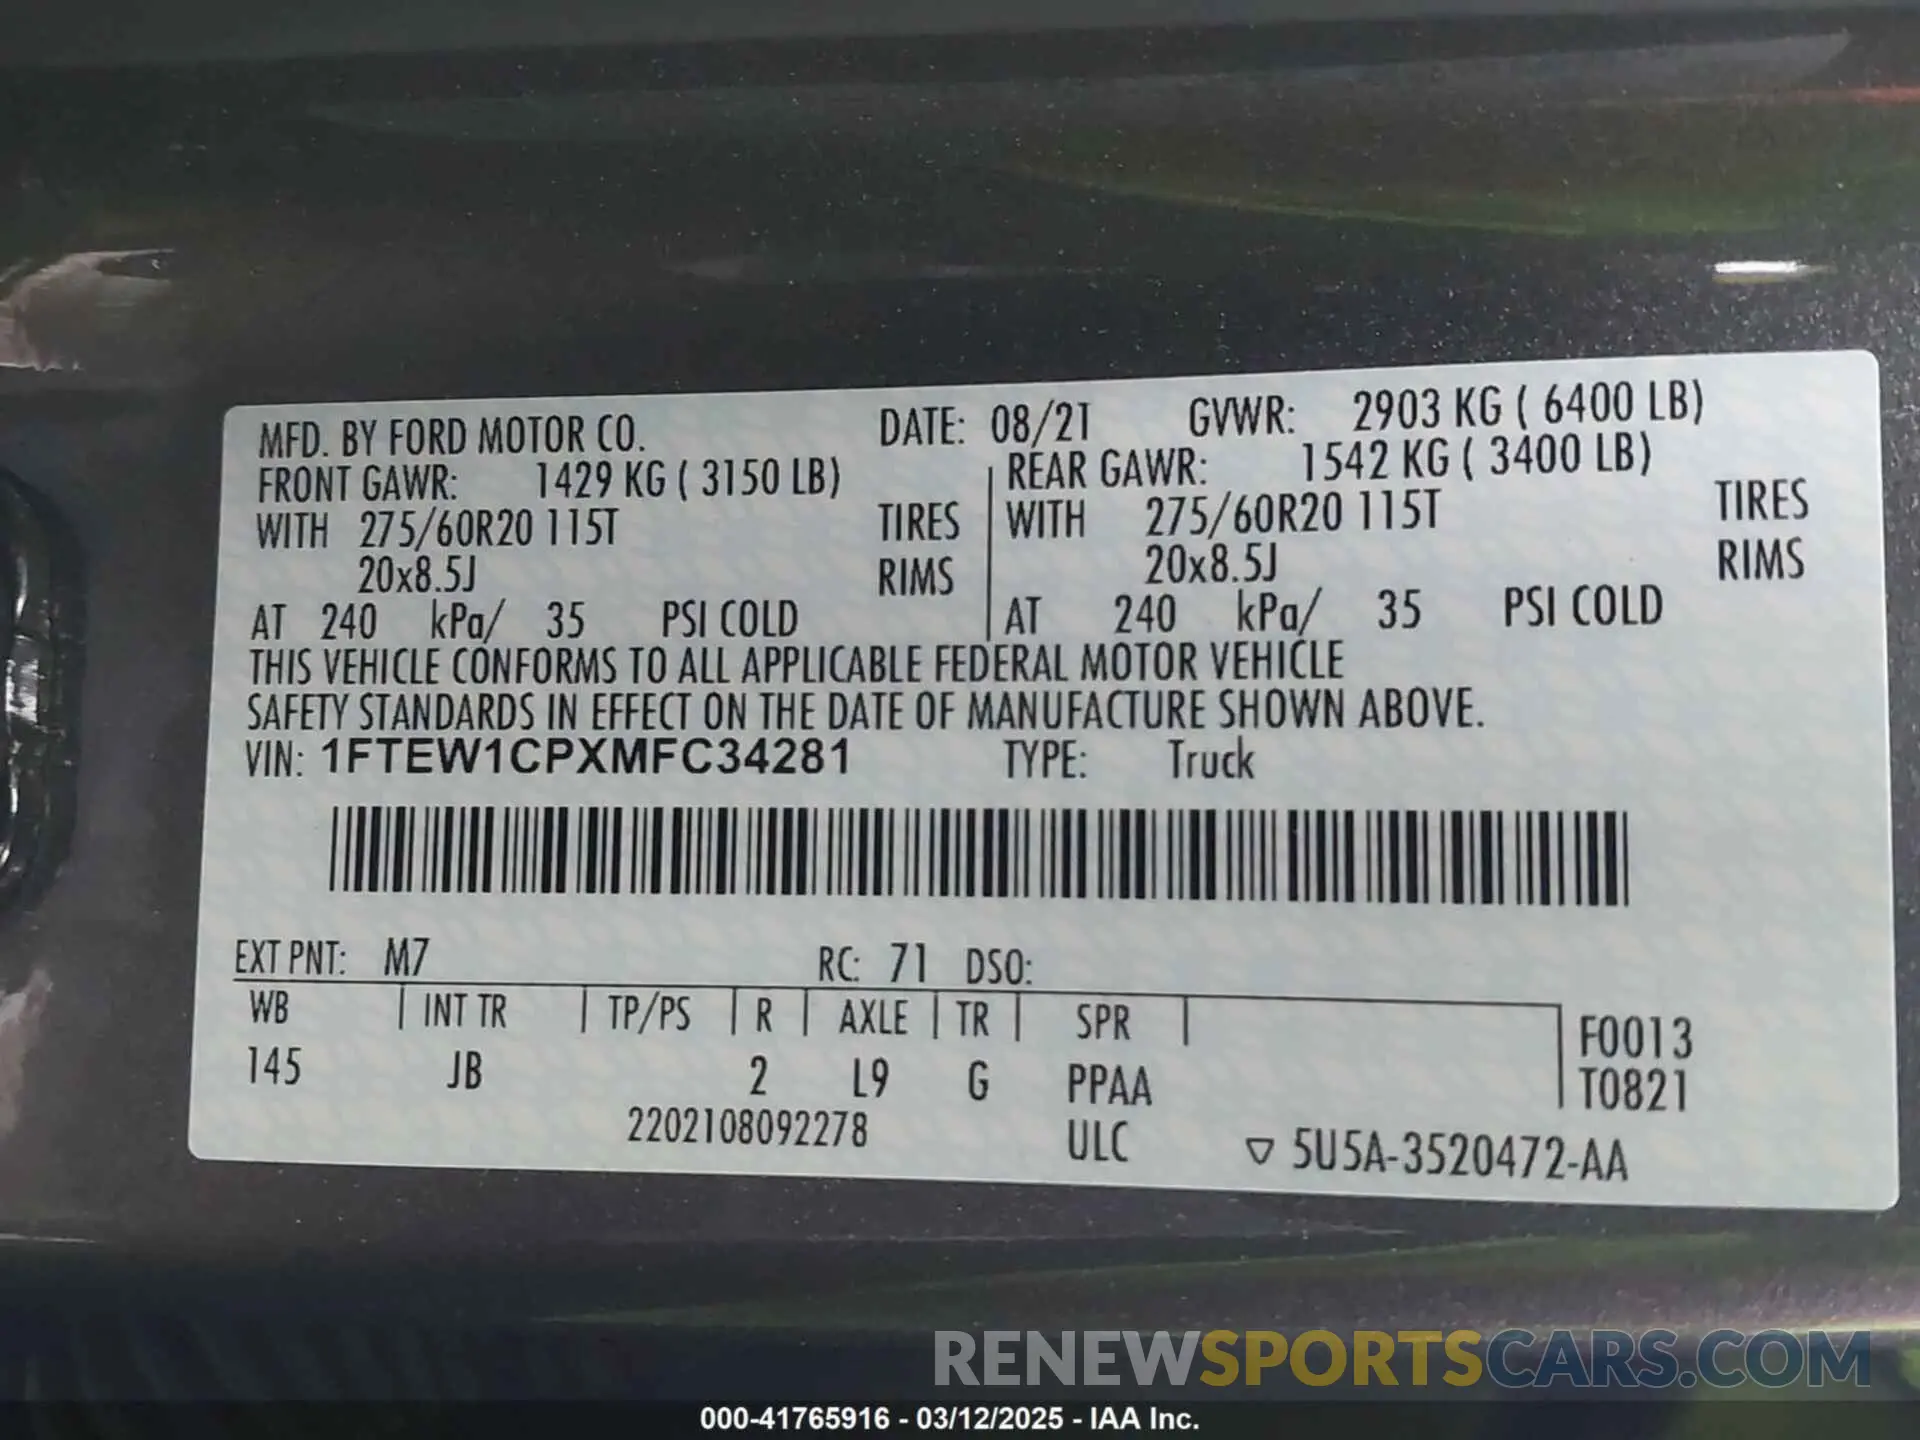 MFD. BY FORD MOTOR CO. DATE: 08/21 GVWR: 2903 KG ( 6400 LB)
FRONT GAWR: 1429 KG ( 3150 LB) REAR GAWR: 1542 KG ( 3400 LB)
WITH 275/60R20 115T TIRES WITH 275/60R20 115T TIRES
20x8.5J RIMS 20x8.5J RIMS
AT 240 kPa/ 35 PSI COLD AT 240 kPa/ 35 PSI COLD
THIS VEHICLE CONFORMS TO ALL APPLICABLE FEDERAL MOTOR VEHICLE
SAFETY STANDARDS IN EFFECT ON THE DATE OF MANUFACTURE SHOWN ABOVE.
VIN: 1FTEW1CPXMFC34281 TYPE: Truck
EXT PNT: M7 RC: 71 DSO:
WB INT TR TP/PS R AXLE TR SPR F0013
145 JB 2 L9 G PPAA T0821
2202108092278 ULC ▽ 5U5A-3520472-AA
RENEWSPORTSCARS.COM
000-41765916 - 03/12/2025 - IAA Inc.